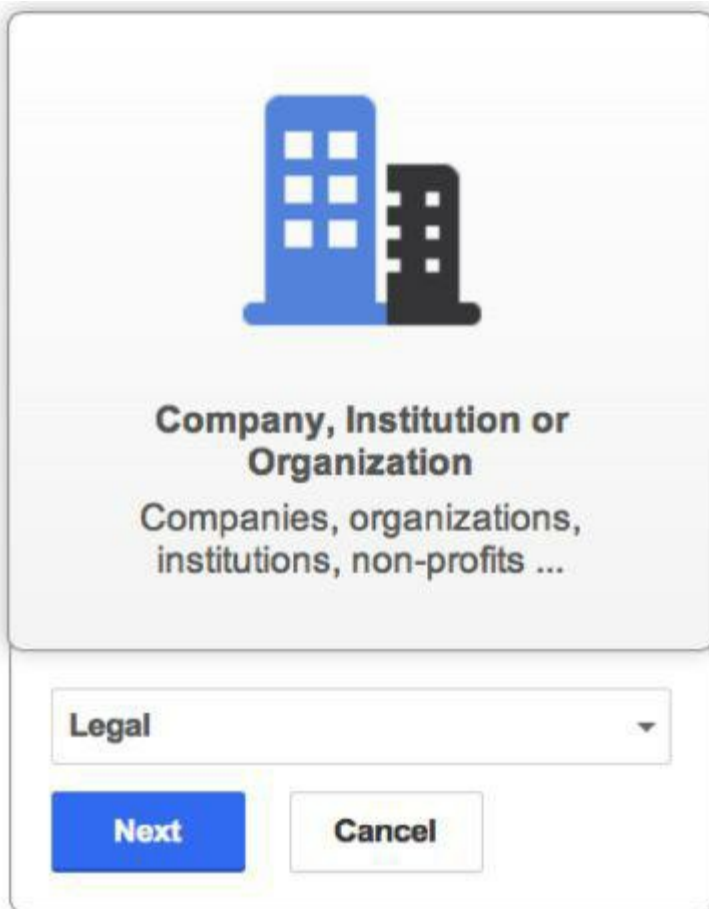 Company, Institution or
Organization
Companies, organizations,
institutions, non-profits ...
Legal
Next
Cancel